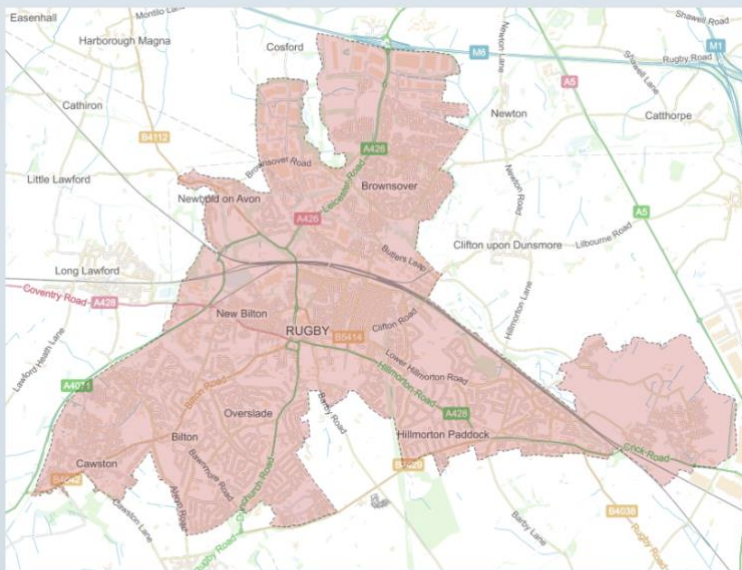 Easenhall
Montilo Lane
Harborough Magna
Cosford
Newton Lane
Shawell Road
M6
M1
Rugby Road
Shawell Lane
A5
Cathiron
Newton
Catthorpe
B4112
A426
Brownsover Road
Leicester Road
Little Lawford
Brownsover
Newton Road
Newbold on Avon
A426
A5
Butlers Leap
Clifton upon Dunsmore
Lilbourne Road
Long Lawford
Coventry Road
A428
Hillmorton Lane
New Bilton
Clifton Road
RUGBY
B5414
Lawford Heath Lane
Lower Hillmorton Road
A4071
Bilton Road
Hillmorton Road
Barby Road
Overslade
A428
Bilton
Hillmorton Paddock
Crick Road
Cawston
Bawnmore Road
Dunchurch Road
B4642
B4429
Cawston Lane
Alwyn Road
Rugby Road
Barby Lane
B4038
Rugby Road